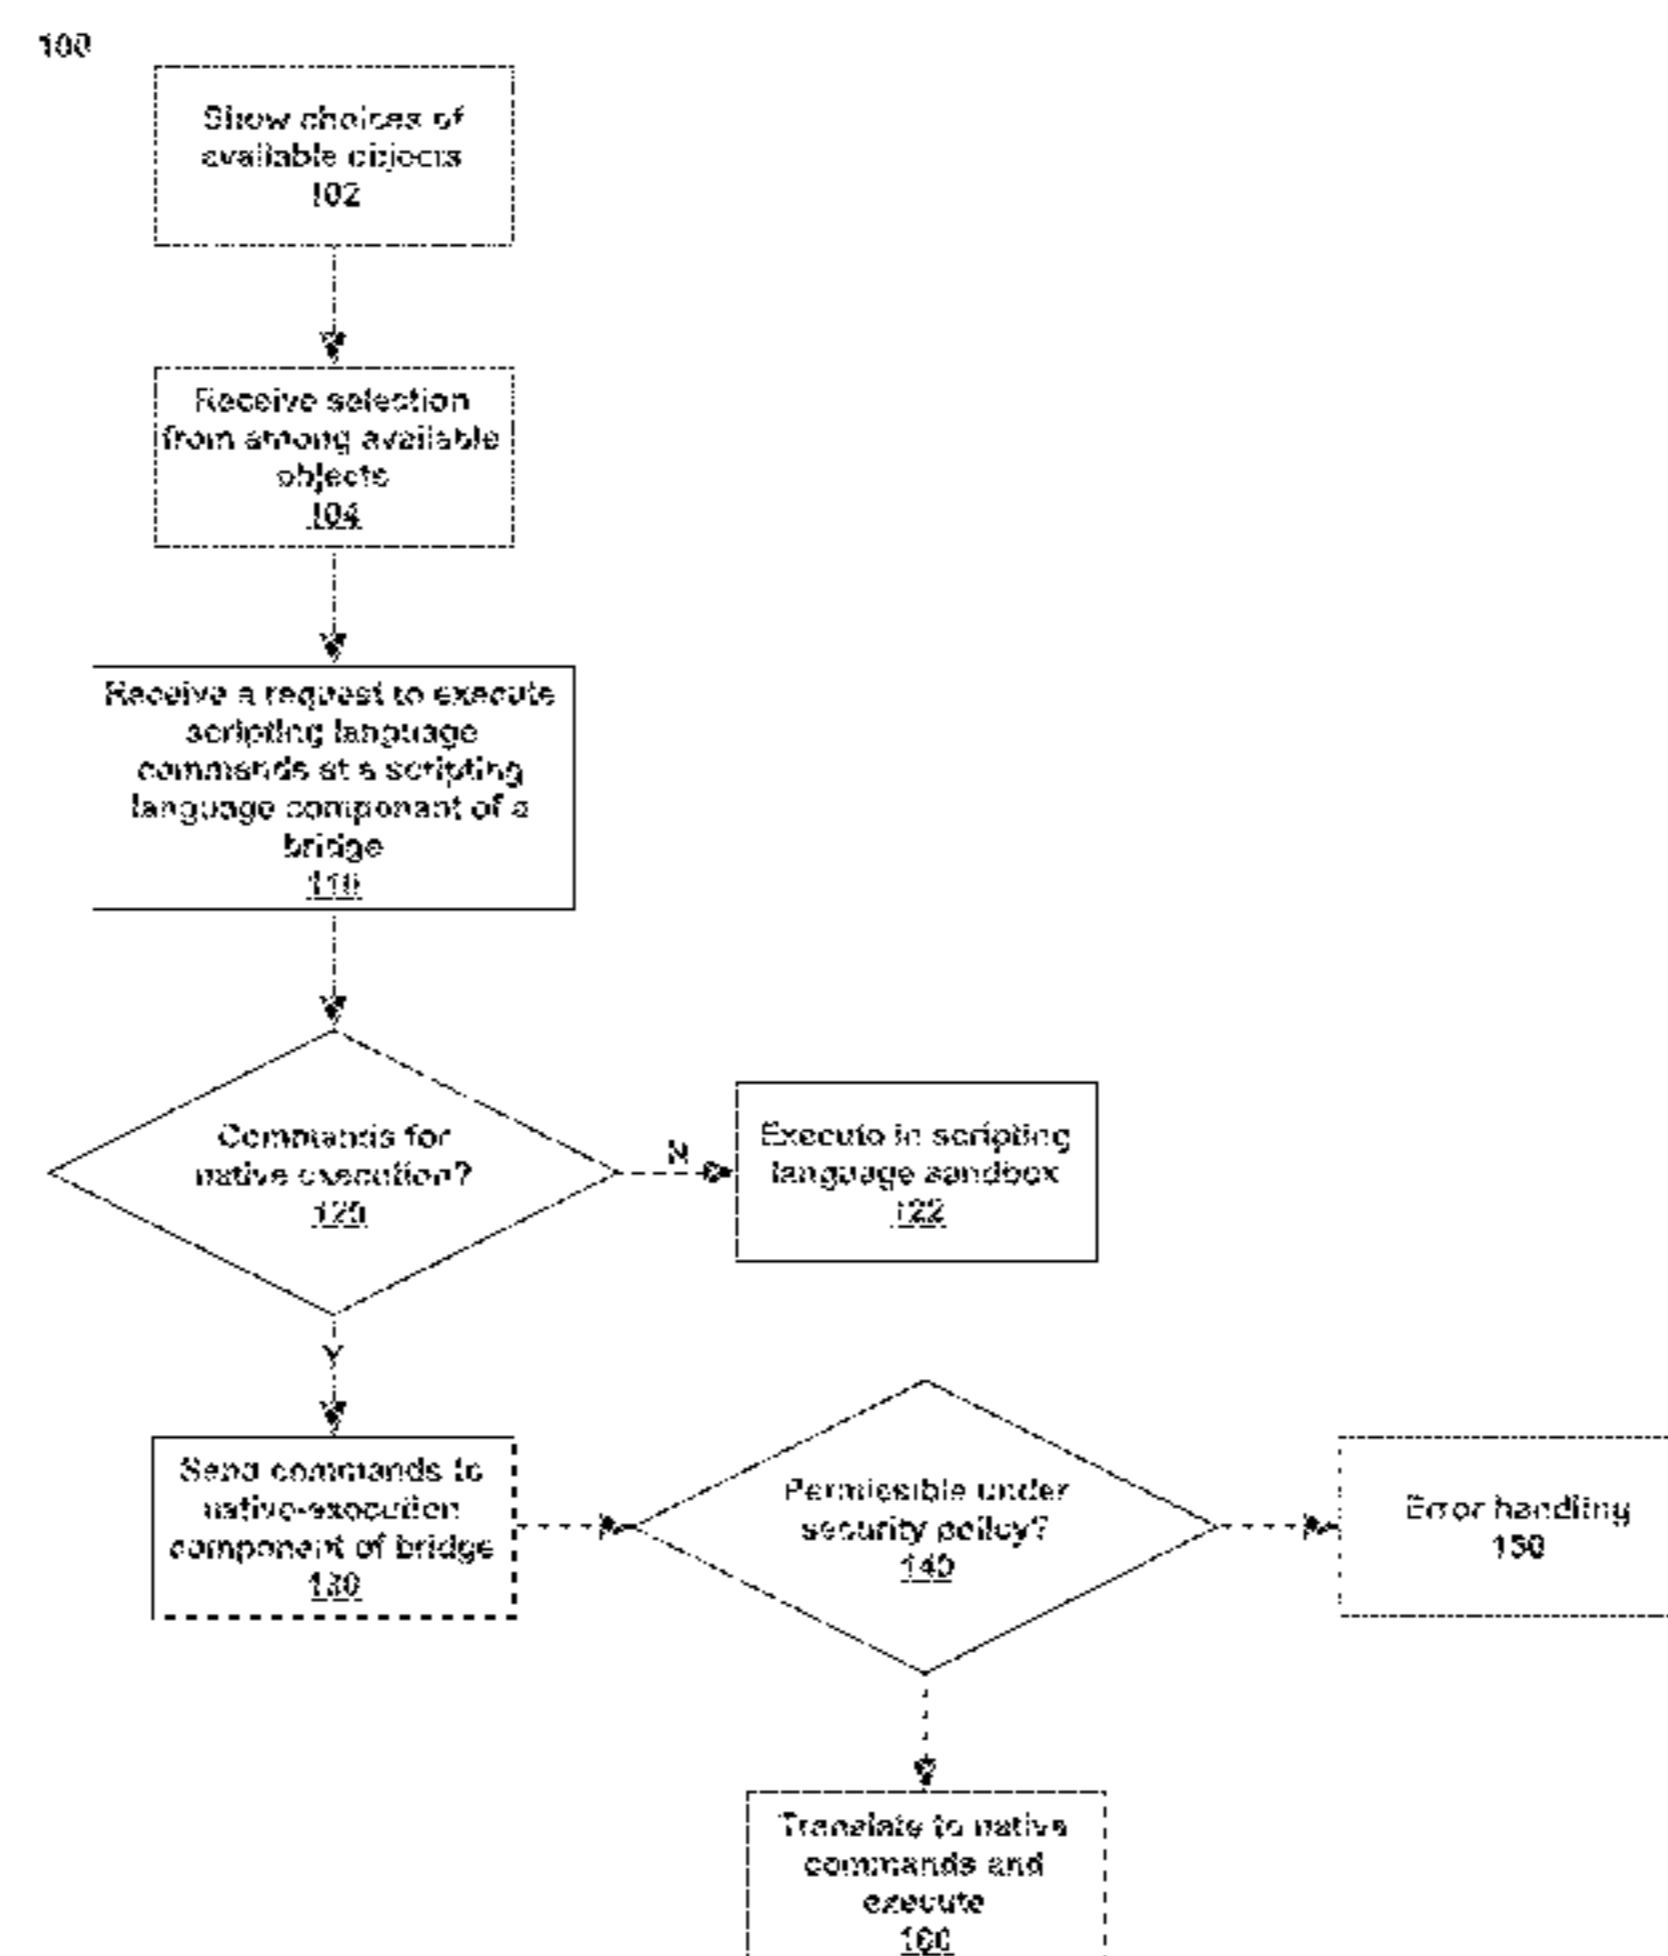 100
Show choices of
available objects
102
Receive selection
from among available
objects
104
Receive a request to execute
scripting language
commands at a scripting
language component of a
bridge
110
Commands for
native execution?
120
N
Execute in scripting
language sandbox
122
Y
Send commands to
native-execution
component of bridge
130
Permissible under
security policy?
140
Error handling
150
Translate to native
commands and
execute
160